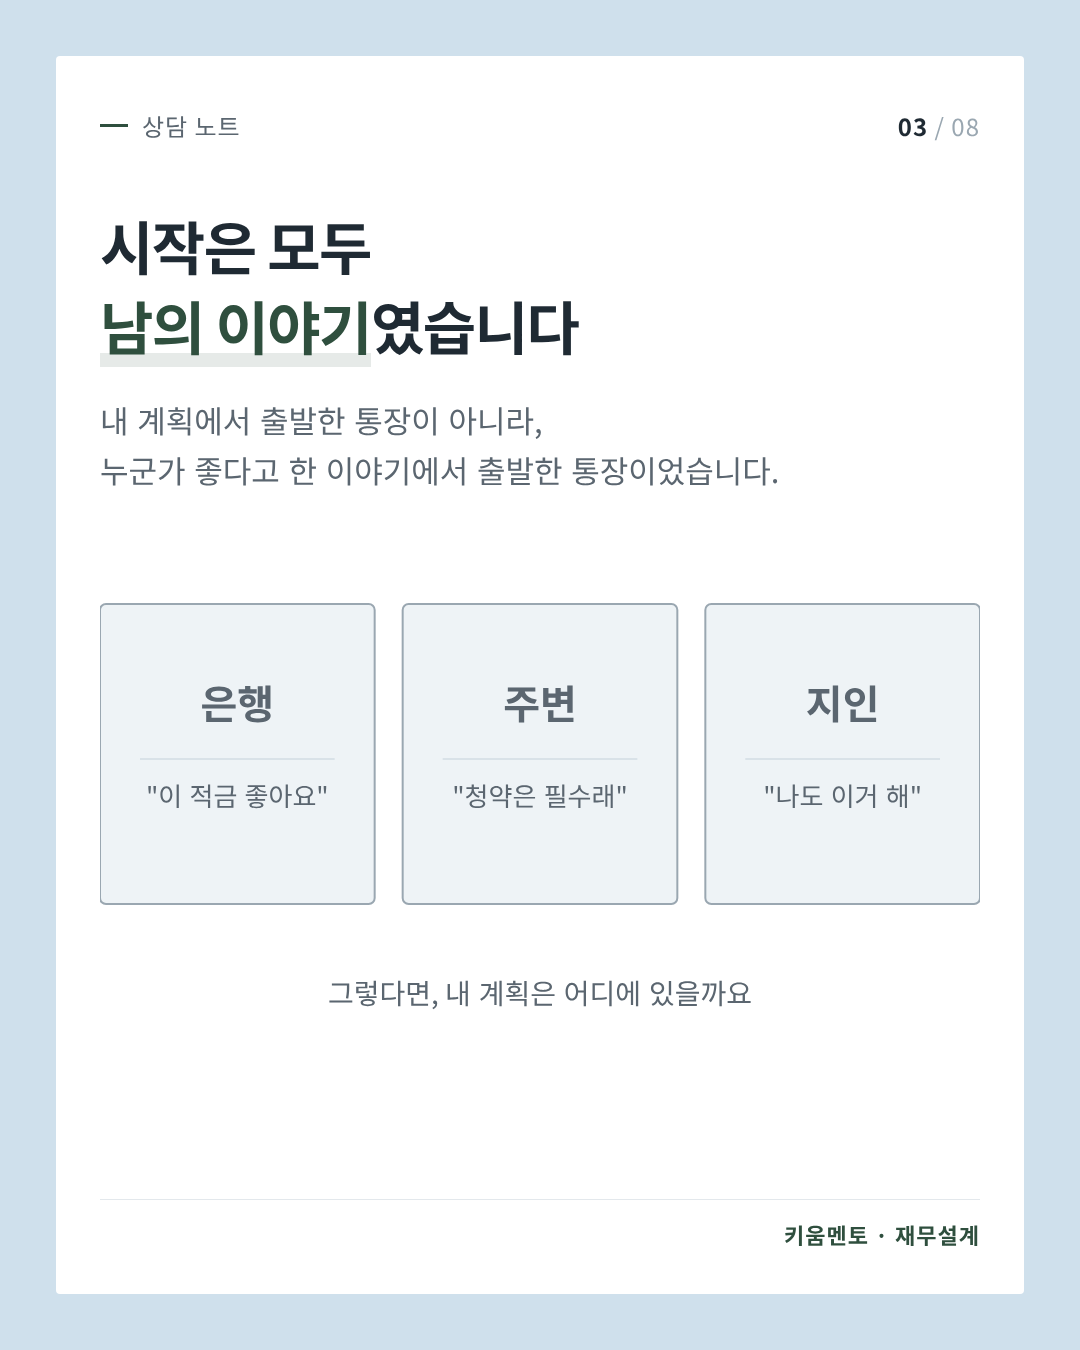 상담 노트
03 / 08
시작은 모두
남의 이야기였습니다
내 계획에서 출발한 통장이 아니라,
누군가 좋다고 한 이야기에서 출발한 통장이었습니다.
은행
"이 적금 좋아요"
주변
"청약은 필수래"
지인
"나도 이거 해"
그렇다면, 내 계획은 어디에 있을까요
키움멘토 · 재무설계